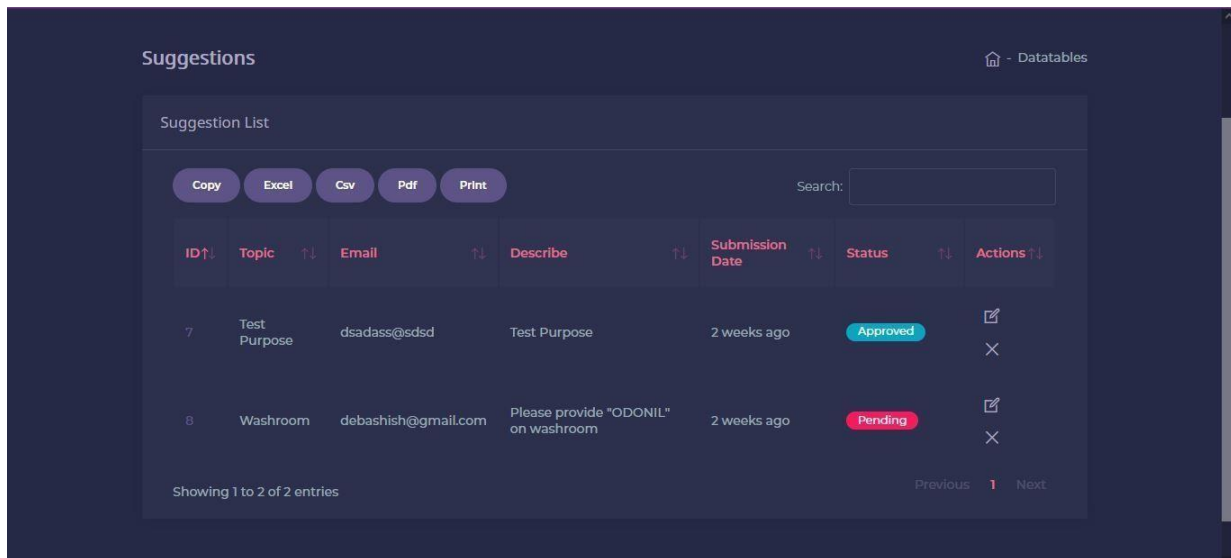 Suggestions
- Datatables
Suggestion List
Copy Excel Csv Pdf Print
Search:
ID Topic Email Describe Submission Date Status Actions
7 Test Purpose dsadass@sdsd Test Purpose 2 weeks ago Approved
8 Washroom debashish@gmail.com Please provide "ODONIL" on washroom 2 weeks ago Pending
Showing 1 to 2 of 2 entries
Previous 1 Next